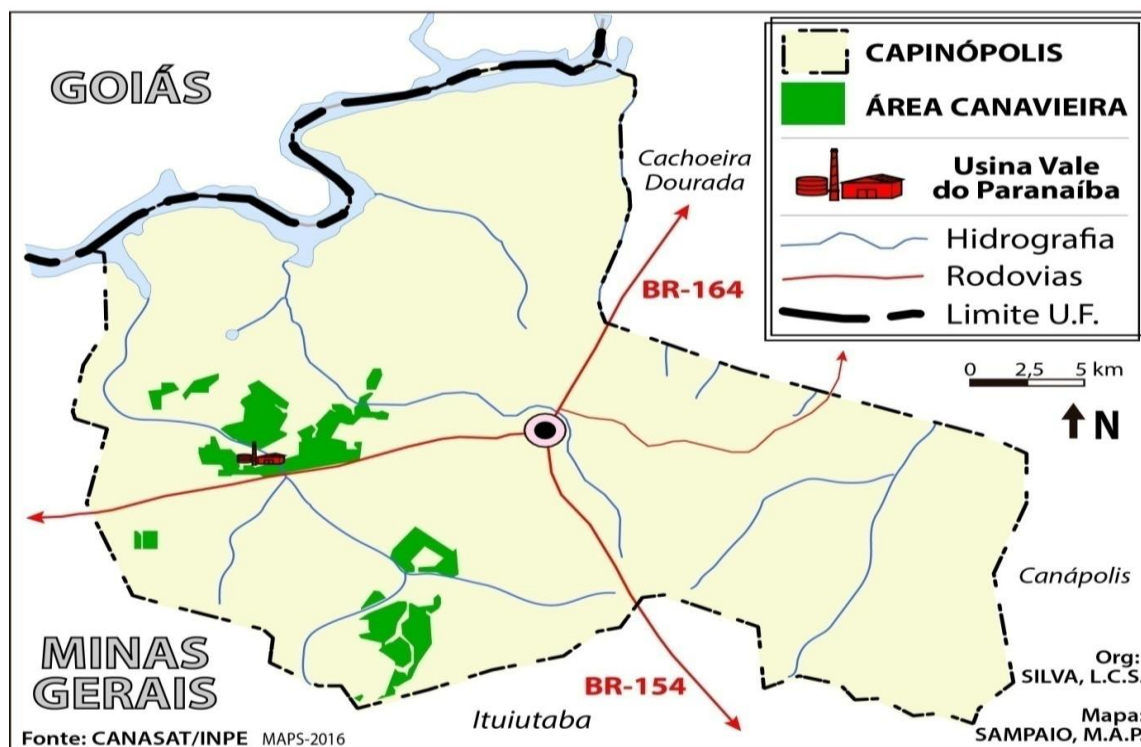 GOIÁS
CAPINÓPOLIS
ÁREA CANAVIEIRA
Usina Vale
do Paranaíba
Hidrografia
Rodovias
Limite U.F.
Cachoeira
Dourada
BR-164
0 2,5 5 km
N
Canápolis
MINAS
GERAIS
BR-154
Ituiutaba
Org:
SILVA, L.C.S.
Mapa:
SAMPAIO, M.A.P.
Fonte: CANASAT/INPE MAPS-2016